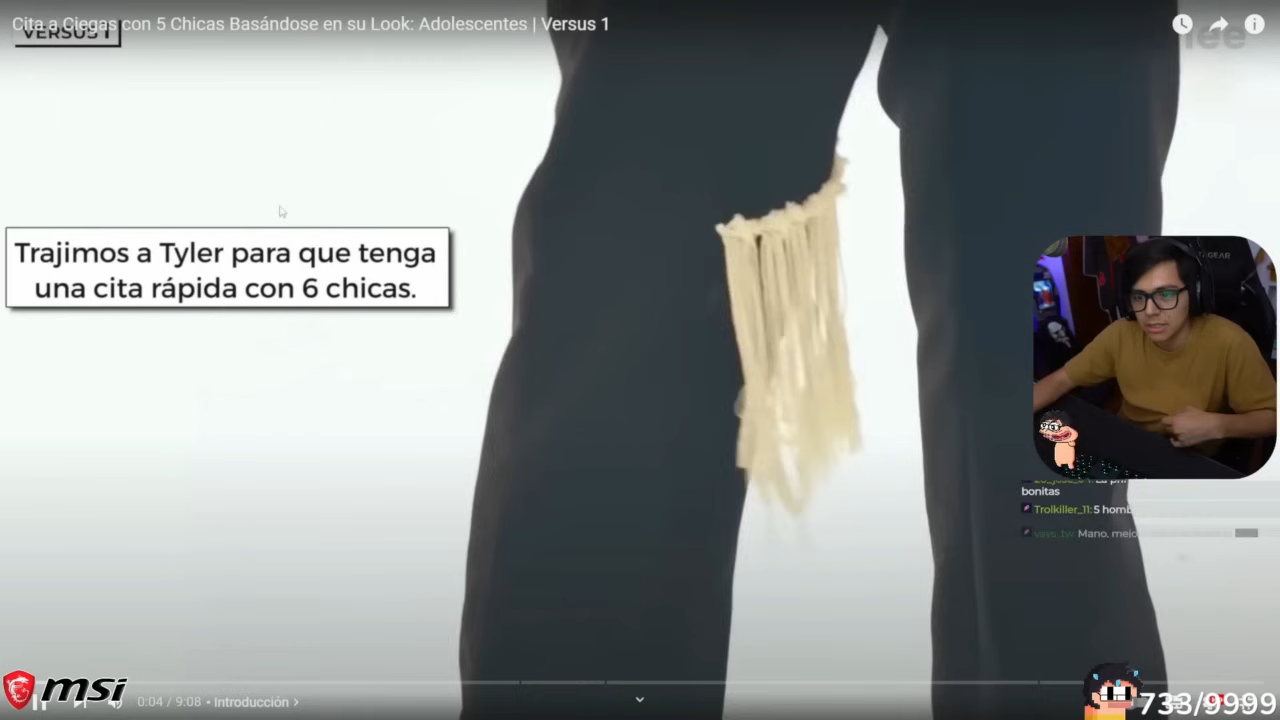 Cita a Ciegas con 5 Chicas Basándose en su Look: Adolescentes | Versus 1
VERSUS 1
iee
Trajimos a Tyler para que tenga
una cita rápida con 6 chicas.
GEAR
bonitas
Trolkiller_11: 5 homb
Mano, mejo
msi
0:04 / 9:08 • Introducción
733/9999